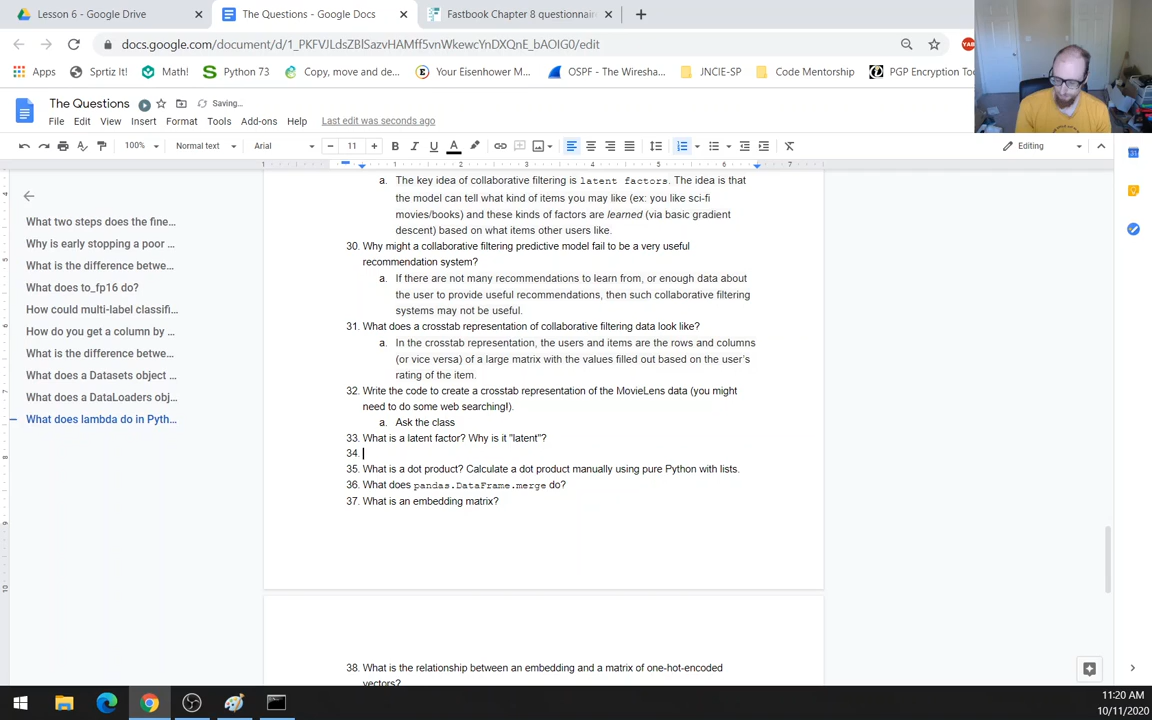 Lesson 6 - Google Drive
The Questions - Google Docs
Fastbook Chapter 8 questionnair
docs.google.com/document/d/1_PKFVJLdsZBlSazvHAMff5vnWkewcYnDXQnE_bAOIG0/edit
Apps
Sprtiz It!
Math!
Python 73
Copy, move and de...
Your Eisenhower M...
OSPF - The Wiresha...
JNCIE-SP
Code Mentorship
PGP Encryption Too
The Questions
Saving...
File Edit View Insert Format Tools Add-ons Help Last edit was seconds ago
100% Normal text Arial 11 Editing
1 1 2 3 4 5 6 7
What two steps does the fine...
Why is early stopping a poor ...
What is the difference betwe...
What does to_fp16 do?
How could multi-label classifi...
How do you get a column by ...
What is the difference betwe...
What does a Datasets object ...
What does a DataLoaders obj...
What does lambda do in Pyth...
a. The key idea of collaborative filtering is latent factors. The idea is that
the model can tell what kind of items you may like (ex: you like sci-fi
movies/books) and these kinds of factors are learned (via basic gradient
descent) based on what items other users like.
30. Why might a collaborative filtering predictive model fail to be a very useful
recommendation system?
a. If there are not many recommendations to learn from, or enough data about
the user to provide useful recommendations, then such collaborative filtering
systems may not be useful.
31. What does a crosstab representation of collaborative filtering data look like?
a. In the crosstab representation, the users and items are the rows and columns
(or vice versa) of a large matrix with the values filled out based on the user's
rating of the item.
32. Write the code to create a crosstab representation of the MovieLens data (you might
need to do some web searching!).
a. Ask the class
33. What is a latent factor? Why is it "latent"?
34.
35. What is a dot product? Calculate a dot product manually using pure Python with lists.
36. What does pandas.DataFrame.merge do?
37. What is an embedding matrix?
38. What is the relationship between an embedding and a matrix of one-hot-encoded
vectors?
11:20 AM
10/11/2020